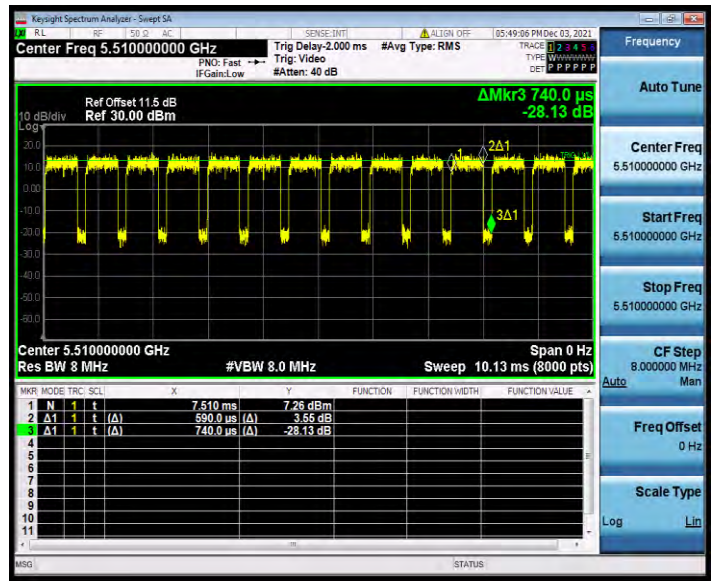 Keysight Spectrum Analyzer - Swept SA
RL RF 50 Ω AC SENSE:INT ALIGN OFF 05:49:06 PM Dec 03, 2021
Center Freq 5.510000000 GHz
PNO: Fast
IFGain:Low
Trig Delay-2.000 ms
Trig: Video
#Atten: 40 dB
#Avg Type: RMS
TRACE 1 2 3 4 5 6
TYPE
DET P P P P P P
ΔMkr3 740.0 µs
-28.13 dB
Ref Offset 11.5 dB
10 dB/div Ref 30.00 dBm
Log
20.0
10.0
0.00
-10.0
-20.0
-30.0
-40.0
-50.0
-60.0
1
2Δ1
3Δ1
Center 5.510000000 GHz Span 0 Hz
Res BW 8 MHz #VBW 8.0 MHz Sweep 10.13 ms (8000 pts)
MKR MODE TRC SCL X Y FUNCTION FUNCTION WIDTH FUNCTION VALUE
1 N 1 t 7.510 ms 7.26 dBm
2 Δ1 1 t (Δ) 590.0 µs (Δ) 3.55 dB
3 Δ1 1 t (Δ) 740.0 µs (Δ) -28.13 dB
4
5
6
7
8
9
10
11
MSG STATUS
Frequency
Auto Tune
Center Freq
5.510000000 GHz
Start Freq
5.510000000 GHz
Stop Freq
5.510000000 GHz
CF Step
8.000000 MHz
Auto Man
Freq Offset
0 Hz
Scale Type
Log Lin